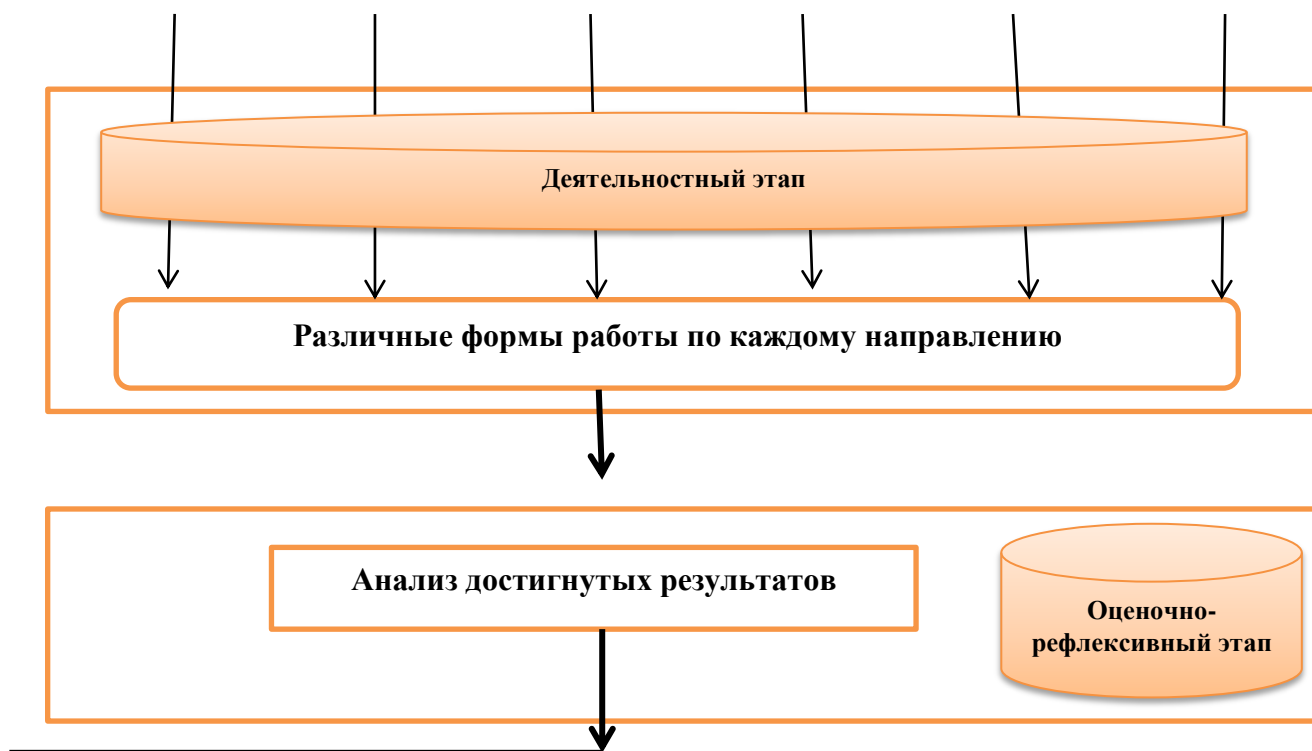 Деятельностный этап
Различные формы работы по каждому направлению
Анализ достигнутых результатов
Оценочно-
рефлексивный этап